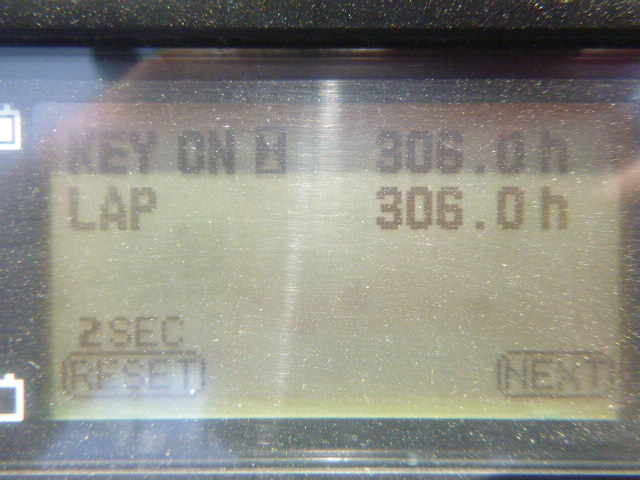 KEY ON 306.0 h
LAP 306.0 h
2SEC
RESET NEXT